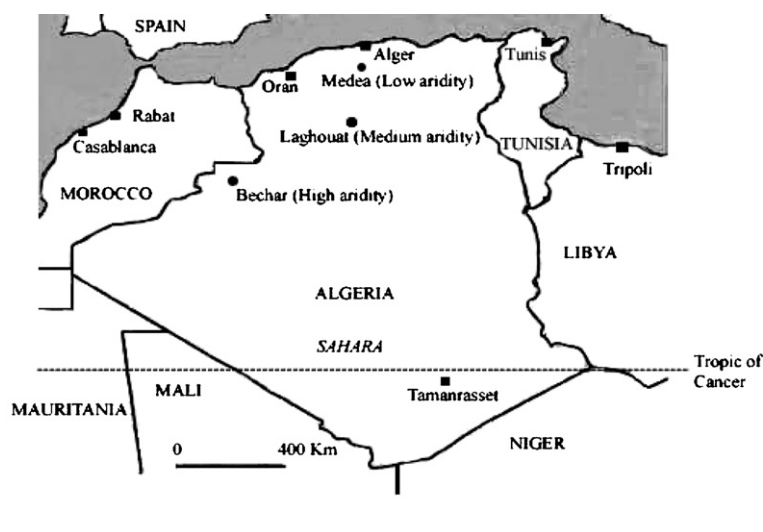 SPAIN
Alger
Tunis
Medea (Low aridity)
Oran
Rabat
Laghouat (Medium aridity)
TUNISIA
Casablanca
Tripoli
MOROCCO
Bechar (High aridity)
LIBYA
ALGERIA
SAHARA
Tropic of
Cancer
MALI
Tamanrasset
MAURITANIA
NIGER
0 400 Km